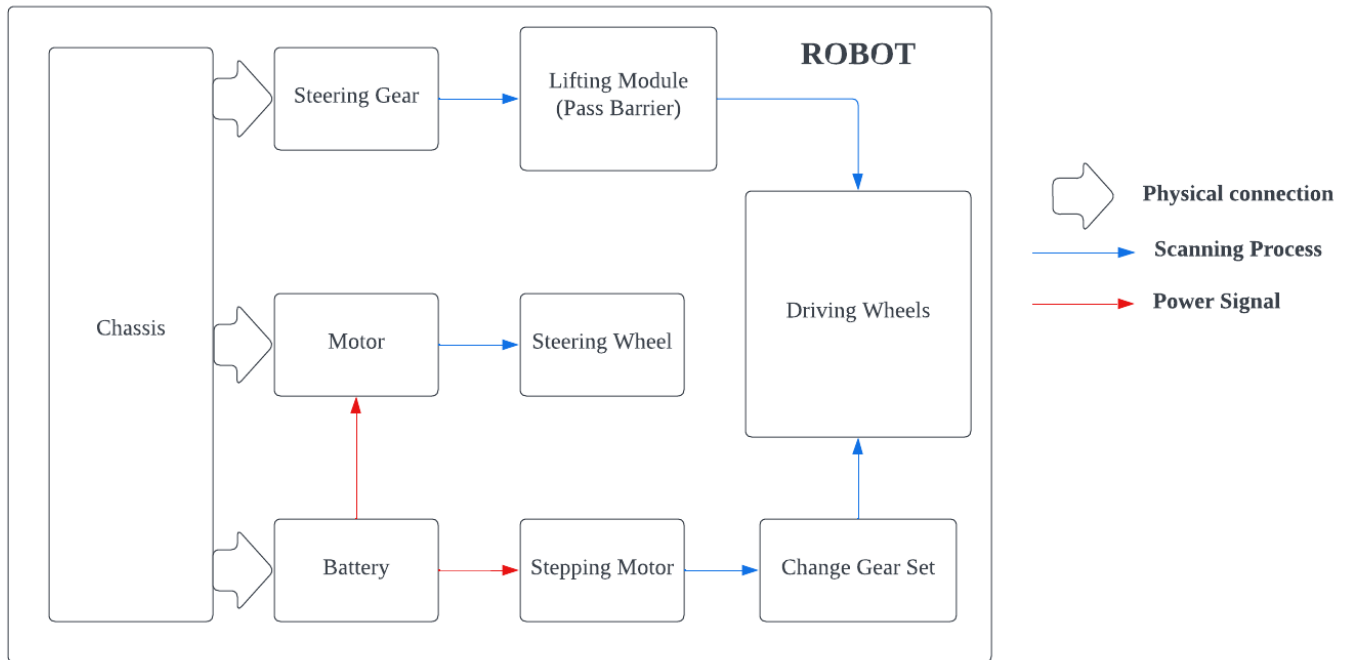 ROBOT
Steering Gear
Lifting Module
(Pass Barrier)
Physical connection
Scanning Process
Power Signal
Chassis
Motor
Steering Wheel
Driving Wheels
Battery
Stepping Motor
Change Gear Set